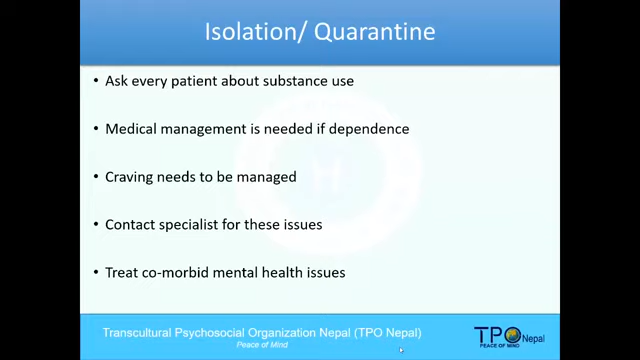 Isolation/ Quarantine
• Ask every patient about substance use
• Medical management is needed if dependence
• Craving needs to be managed
• Contact specialist for these issues
• Treat co-morbid mental health issues
Transcultural Psychosocial Organization Nepal (TPO Nepal)
Peace of Mind
TPO Nepal
PEACE OF MIND